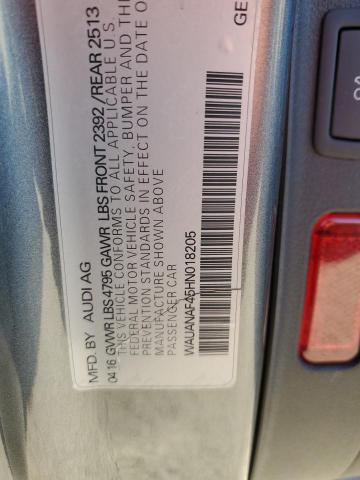 MFD. BY AUDI AG GE
04 16 GVWR LBS 4795 GAWR LBS FRONT 2392 / REAR 2513
THIS VEHICLE CONFORMS TO ALL APPLICABLE U.S.
FEDERAL MOTOR VEHICLE SAFETY, BUMPER AND THE
PREVENTION STANDARDS IN EFFECT ON THE DATE O
MANUFACTURE SHOWN ABOVE
PASSENGER CAR
WAUANAF45HN018205